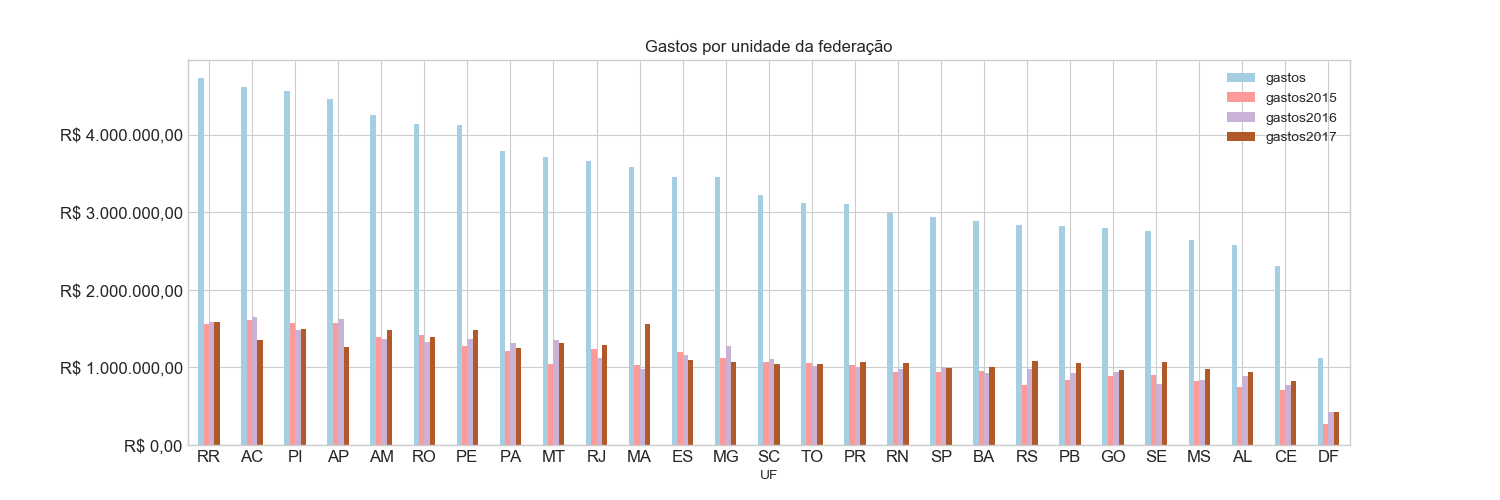 Gastos por unidade da federação
gastos
gastos2015
gastos2016
gastos2017
R$ 4.000.000,00
R$ 3.000.000,00
R$ 2.000.000,00
R$ 1.000.000,00
R$ 0,00
RR AC PI AP AM RO PE PA MT RJ MA ES MG SC TO PR RN SP BA RS PB GO SE MS AL CE DF
UF